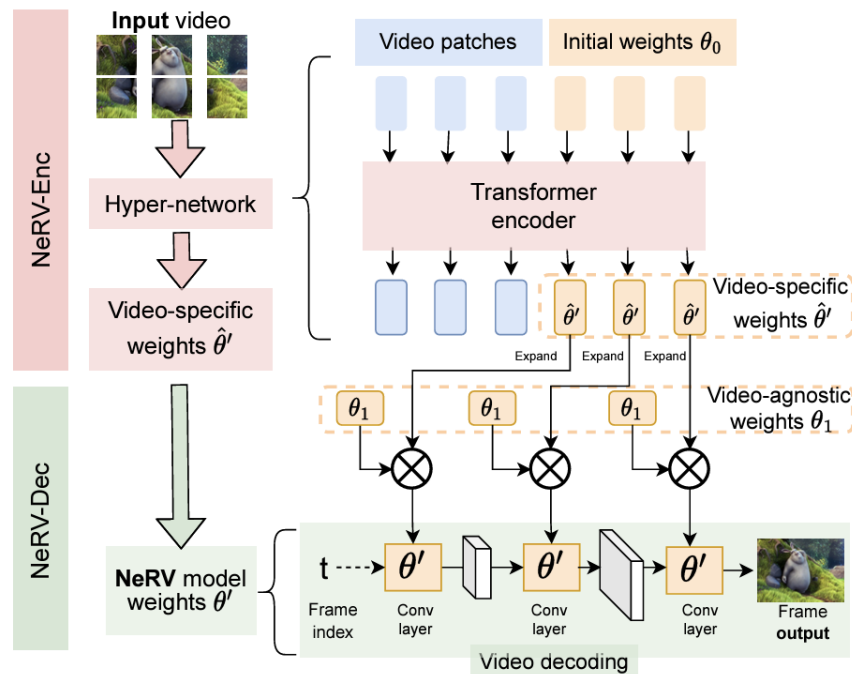 Input video
NeRV-Enc
Hyper-network
Video-specific
weights θ̂′
Video patches
Initial weights θ₀
Transformer
encoder
θ̂′
θ̂′
θ̂′
Video-specific
weights θ̂′
Expand
Expand
Expand
θ₁
θ₁
θ₁
Video-agnostic
weights θ₁
NeRV-Dec
NeRV model
weights θ′
t
θ′
θ′
θ′
Frame
index
Conv
layer
Conv
layer
Conv
layer
Frame
output
Video decoding